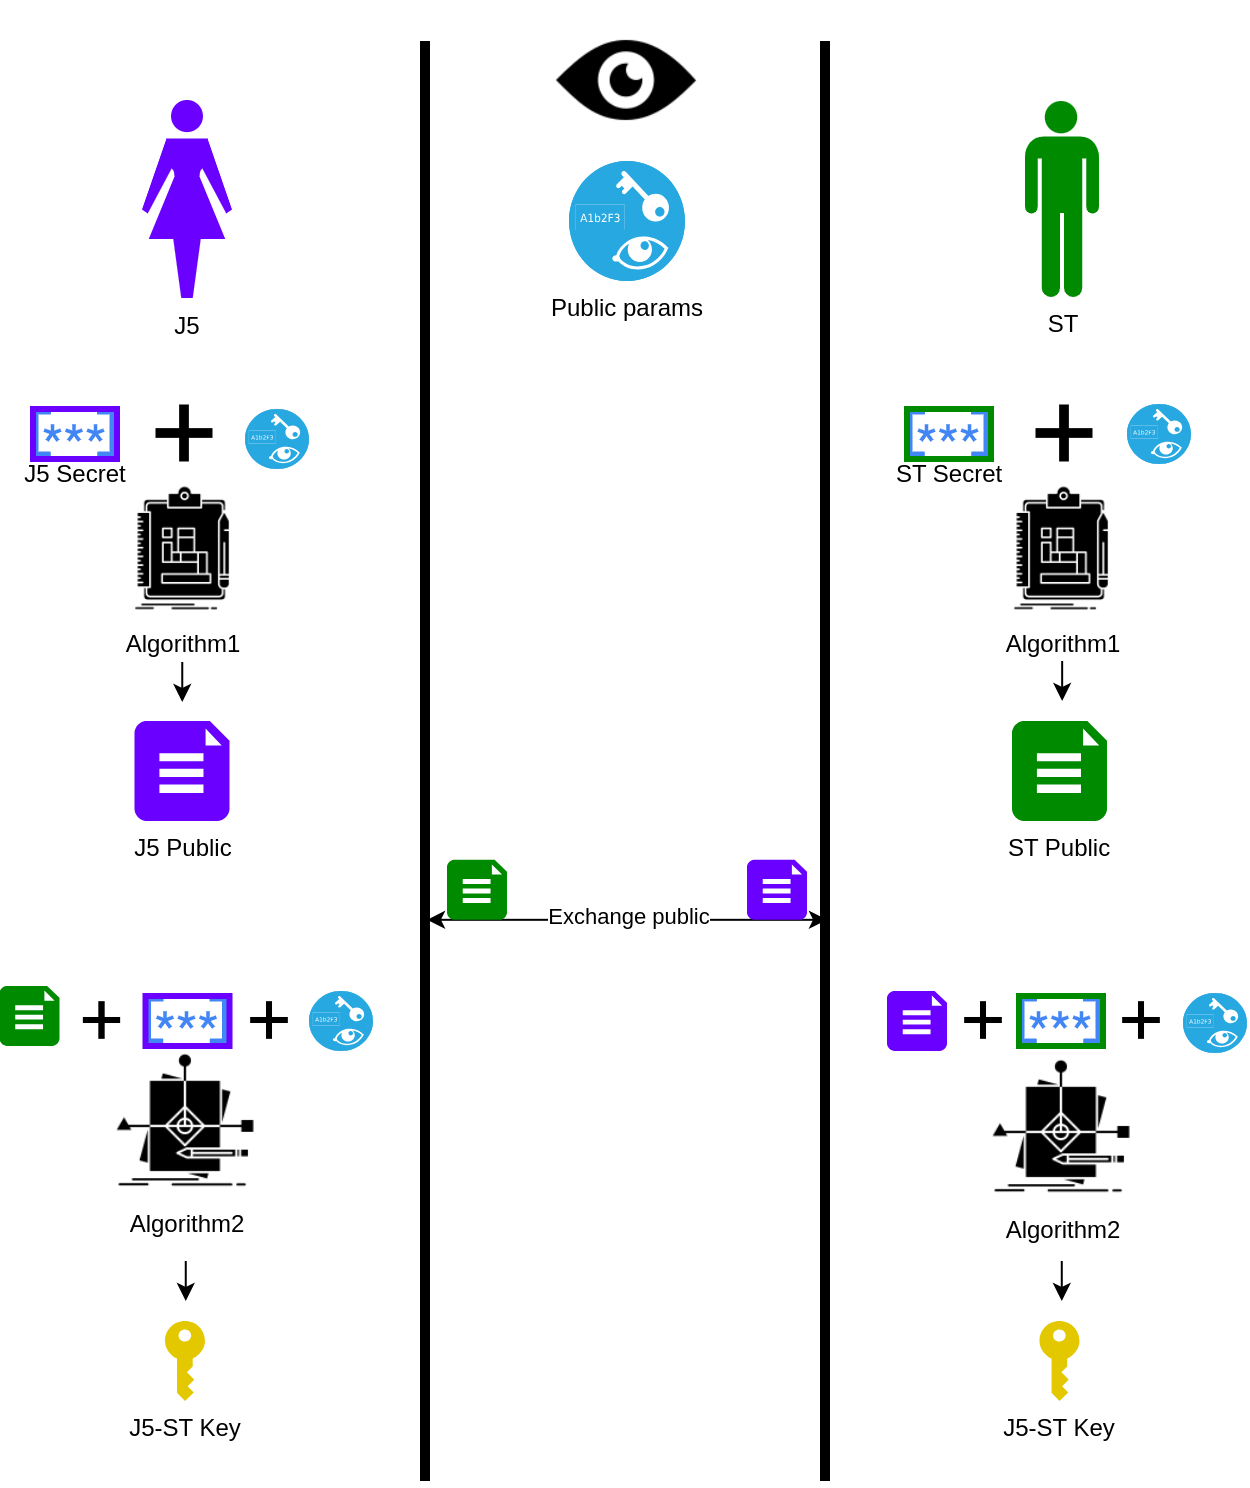 A1b2F3
Public params
J5
ST
***
A1b2F3
J5 Secret
***
A1b2F3
ST Secret
Algorithm1
Algorithm1
J5 Public
ST Public
Exchange public
***
A1b2F3
***
A1b2F3
Algorithm2
Algorithm2
J5-ST Key
J5-ST Key